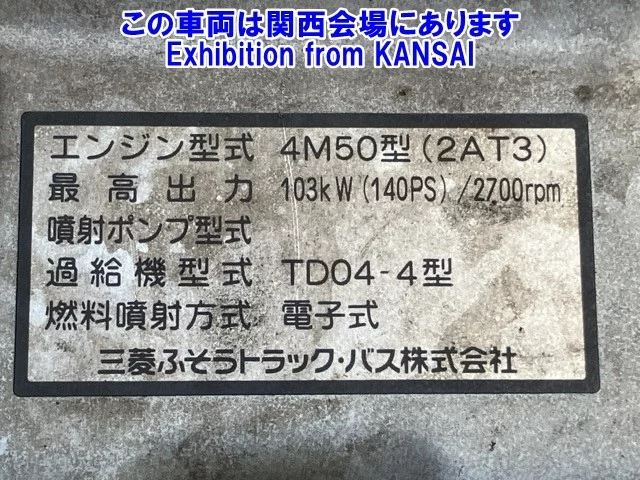 この車両は関西会場にあります
Exhibition from KANSAI
エンジン型式 4M50型(2AT3)
最高出力 103kW(140PS)/2700rpm
噴射ポンプ型式
過給機型式 TD04-4型
燃料噴射方式 電子式
三菱ふそうトラック・バス株式会社